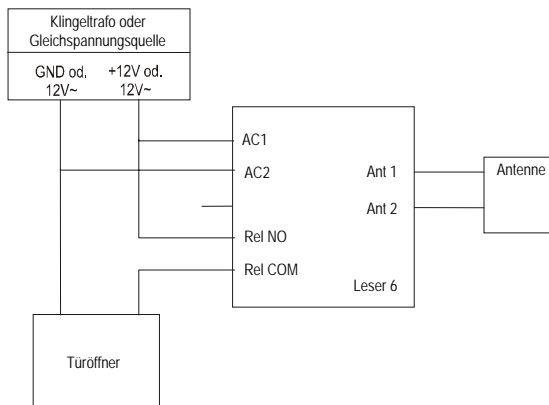 Klingeltrafo oder
Gleichspannungsquelle
GND od. +12V od.
12V~ 12V~
AC1
AC2
Ant 1
Ant 2
Antenne
Rel NO
Rel COM
Leser 6
Türöffner